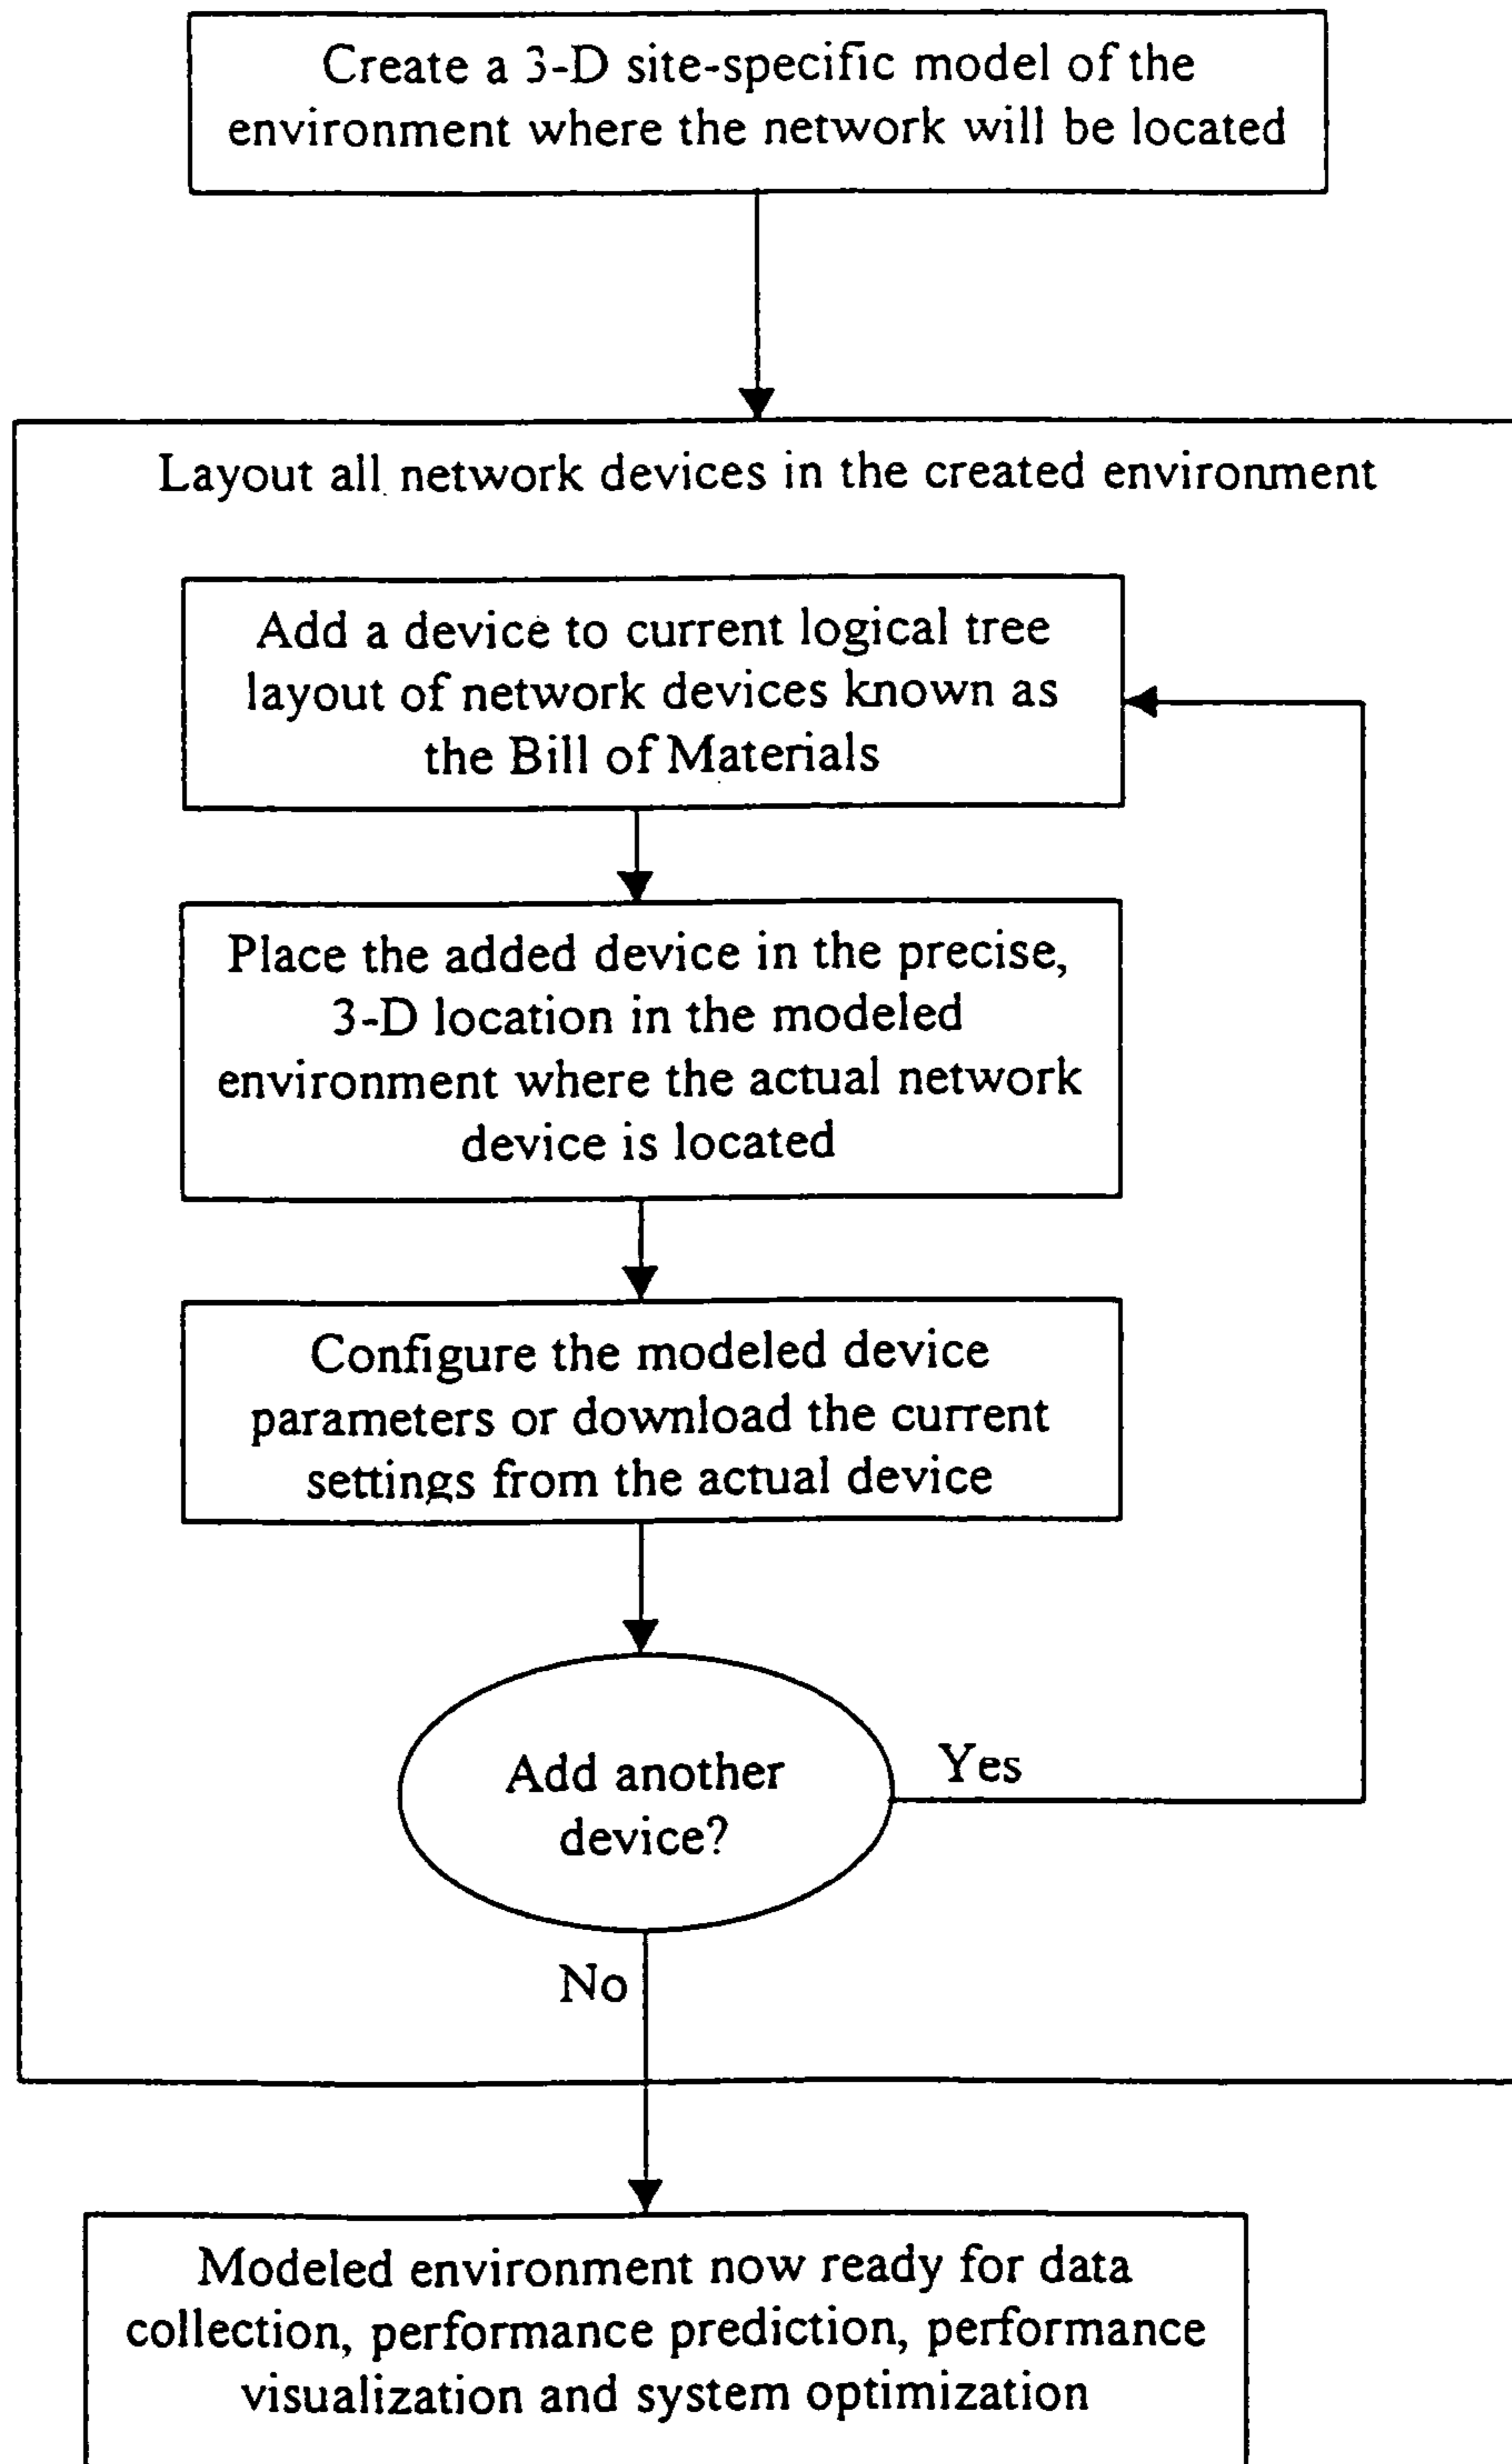 Create a 3-D site-specific model of the
environment where the network will be located
Layout all network devices in the created environment
Add a device to current logical tree
layout of network devices known as
the Bill of Materials
Place the added device in the precise,
3-D location in the modeled
environment where the actual network
device is located
Configure the modeled device
parameters or download the current
settings from the actual device
Add another
device?
Yes
No
Modeled environment now ready for data
collection, performance prediction, performance
visualization and system optimization